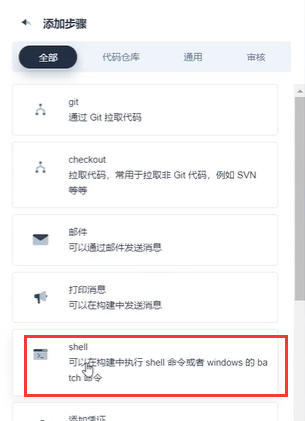 添加步骤
全部 代码仓库 通用 审核
git
通过 Git 拉取代码
checkout
拉取代码，常用于拉取非 Git 代码，例如 SVN
等等
邮件
可以通过邮件发送消息
打印消息
可以在构建中发送消息
shell
可以在构建中执行 shell 命令或者 windows 的 ba
tch 命令
添加凭证